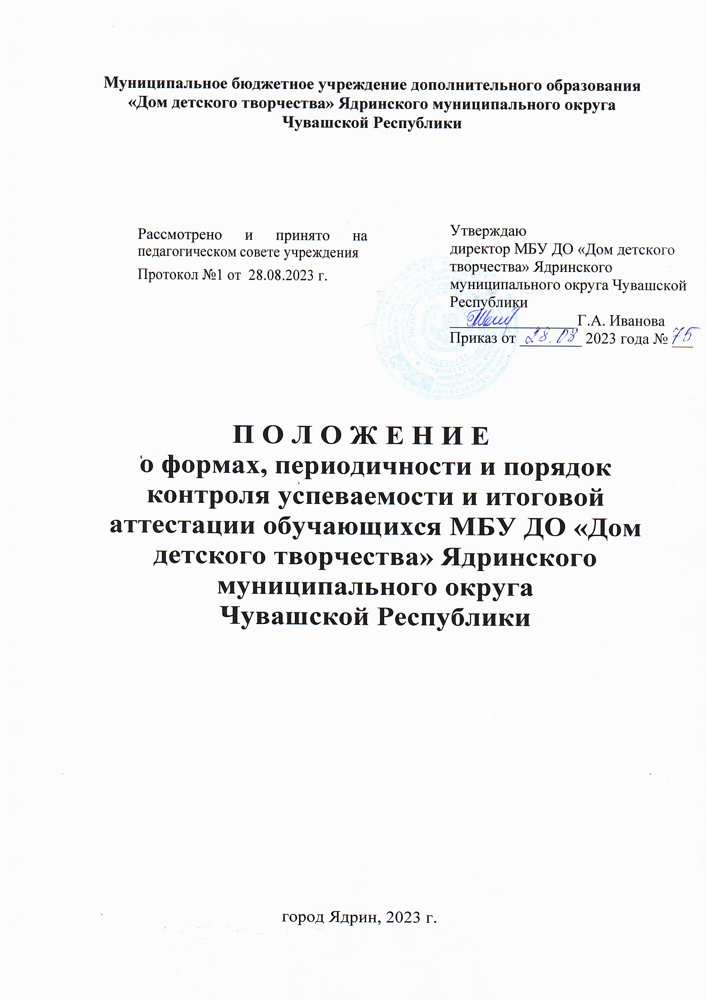 Муниципальное бюджетное учреждение дополнительного образования
«Дом детского творчества» Ядринского муниципального округа
Чувашской Республики
Рассмотрено и принято на
педагогическом совете учреждения
Протокол №1 от 28.08.2023 г.
Утверждаю
директор МБУ ДО «Дом детского
творчества» Ядринского
муниципального округа Чувашской
Республики
Г.А. Иванова
Приказ от 28.08 2023 года № 75
П О Л О Ж Е Н И Е
о формах, периодичности и порядок
контроля успеваемости и итоговой
аттестации обучающихся МБУ ДО «Дом
детского творчества» Ядринского
муниципального округа
Чувашской Республики
город Ядрин, 2023 г.